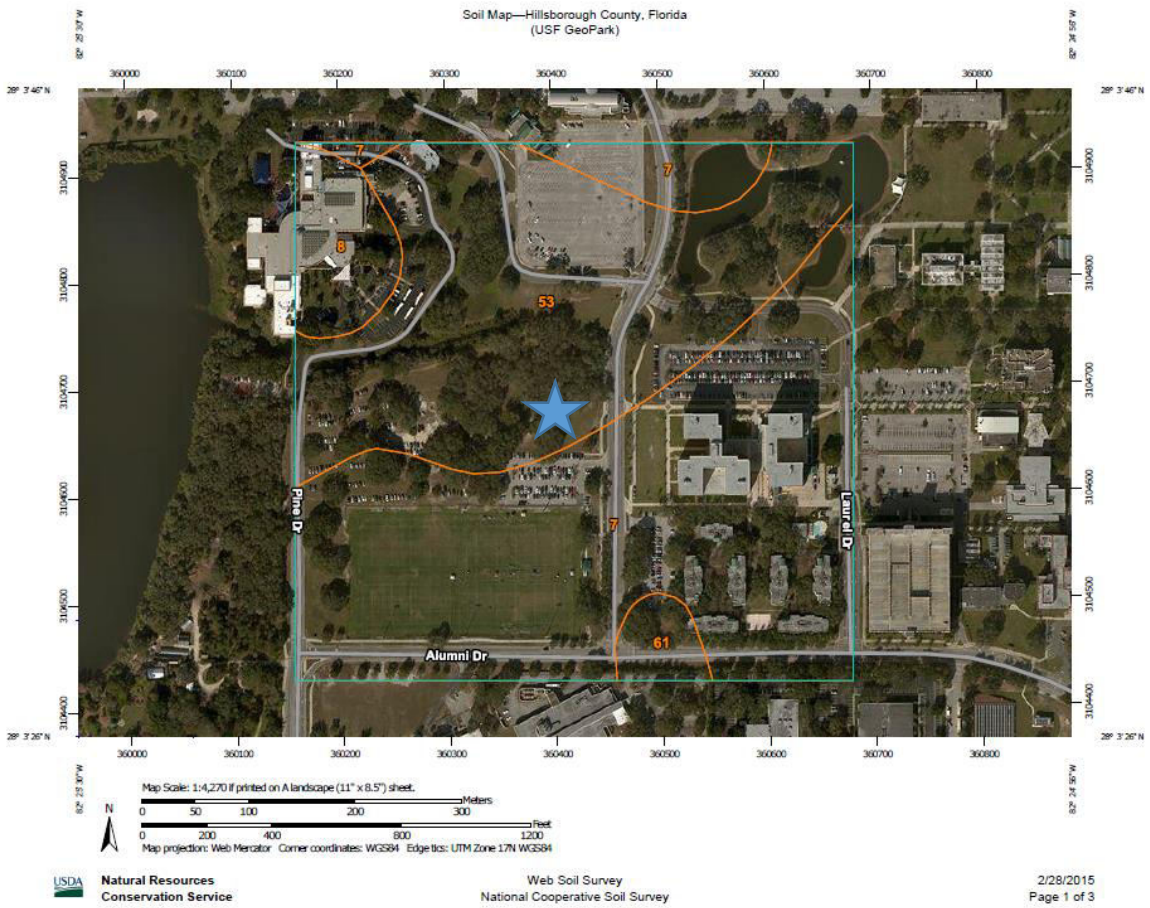 Soil Map—Hillsborough County, Florida
(USF GeoPark)
82° 25' 30'' W
82° 24' 56'' W
360000 360100 360200 360300 360400 360500 360600 360700 360800
28° 3' 46'' N
28° 3' 46'' N
7
7
3104900
3104900
8
3104800
3104800
53
3104700
3104700
3104600
3104600
Pine Dr
Laurel Dr
7
3104500
3104500
61
Alumni Dr
3104400
3104400
28° 3' 26'' N
28° 3' 26'' N
360000 360100 360200 360300 360400 360500 360600 360700 360800
82° 25' 30'' W
82° 24' 56'' W
Map Scale: 1:4,270 if printed on A landscape (11" x 8.5") sheet.
N
Meters
0 50 100 200 300
Feet
0 200 400 800 1200
Map projection: Web Mercator Corner coordinates: WGS84 Edge tics: UTM Zone 17N WGS84
USDA
Natural Resources
Conservation Service
Web Soil Survey
National Cooperative Soil Survey
2/28/2015
Page 1 of 3